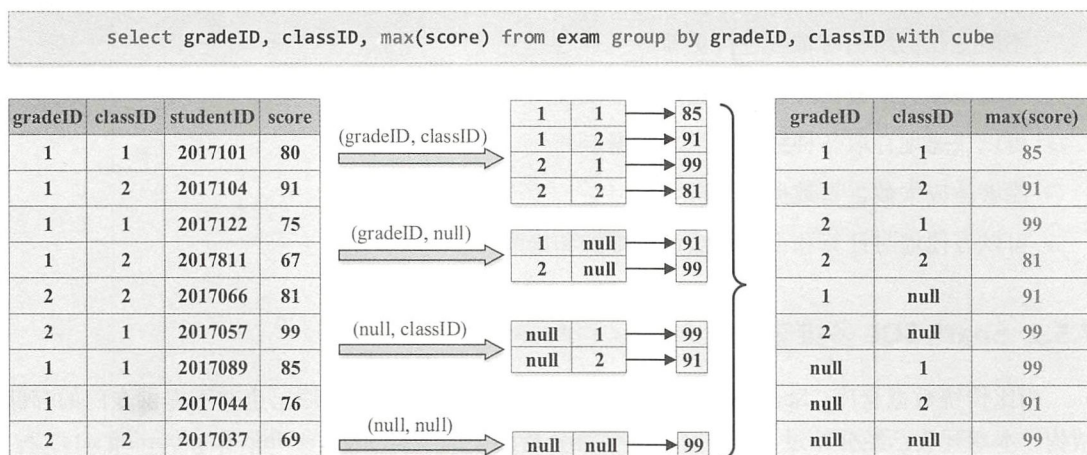 select gradeID, classID, max(score) from exam group by gradeID, classID with cube
gradeID classID studentID score
1 1 2017101 80
1 2 2017104 91
1 1 2017122 75
1 2 2017811 67
2 2 2017066 81
2 1 2017057 99
1 1 2017089 85
1 1 2017044 76
2 2 2017037 69
(gradeID, classID)
1 1 85
1 2 91
2 1 99
2 2 81
(gradeID, null)
1 null 91
2 null 99
(null, classID)
null 1 99
null 2 91
(null, null)
null null 99
gradeID classID max(score)
1 1 85
1 2 91
2 1 99
2 2 81
1 null 91
2 null 99
null 1 99
null 2 91
null null 99